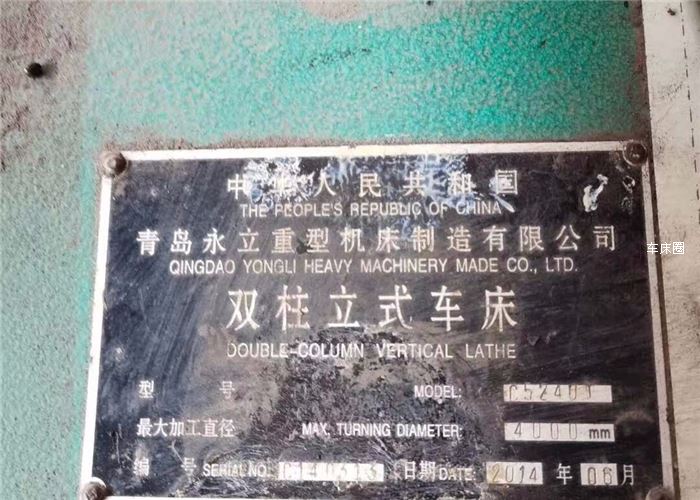 中华人民共和国
THE PEOPLE'S REPUBLIC OF CHINA
青岛永立重型机床制造有限公司
QINGDAO YONGLI HEAVY MACHINERY MADE CO., LTD.
车床圈
双柱立式车床
DOUBLE-COLUMN VERTICAL LATHE
型 号 MODEL:
最大加工直径 MAX. TURNING DIAMETER: 4000 mm
编 号 SERIAL NO. 日期 DATE: 2014 年 06 月